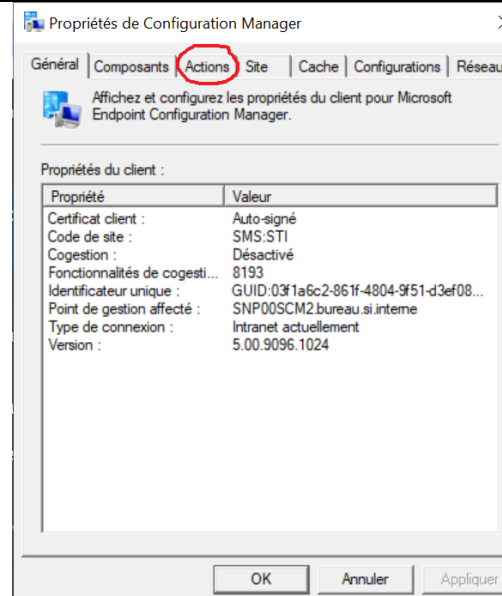 Propriétés de Configuration Manager
Général Composants Actions Site Cache Configurations Réseau
Affichez et configurez les propriétés du client pour Microsoft
Endpoint Configuration Manager.
Propriétés du client :
Propriété Valeur
Certificat client : Auto-signé
Code de site : SMS:STI
Cogestion : Désactivé
Fonctionnalités de cogesti... 8193
Identificateur unique : GUID:03f1a6c2-861f-4804-9f51-d3ef08...
Point de gestion affecté : SNP00SCM2.bureau.si.interne
Type de connexion : Intranet actuellement
Version : 5.00.9096.1024
OK Annuler Appliquer